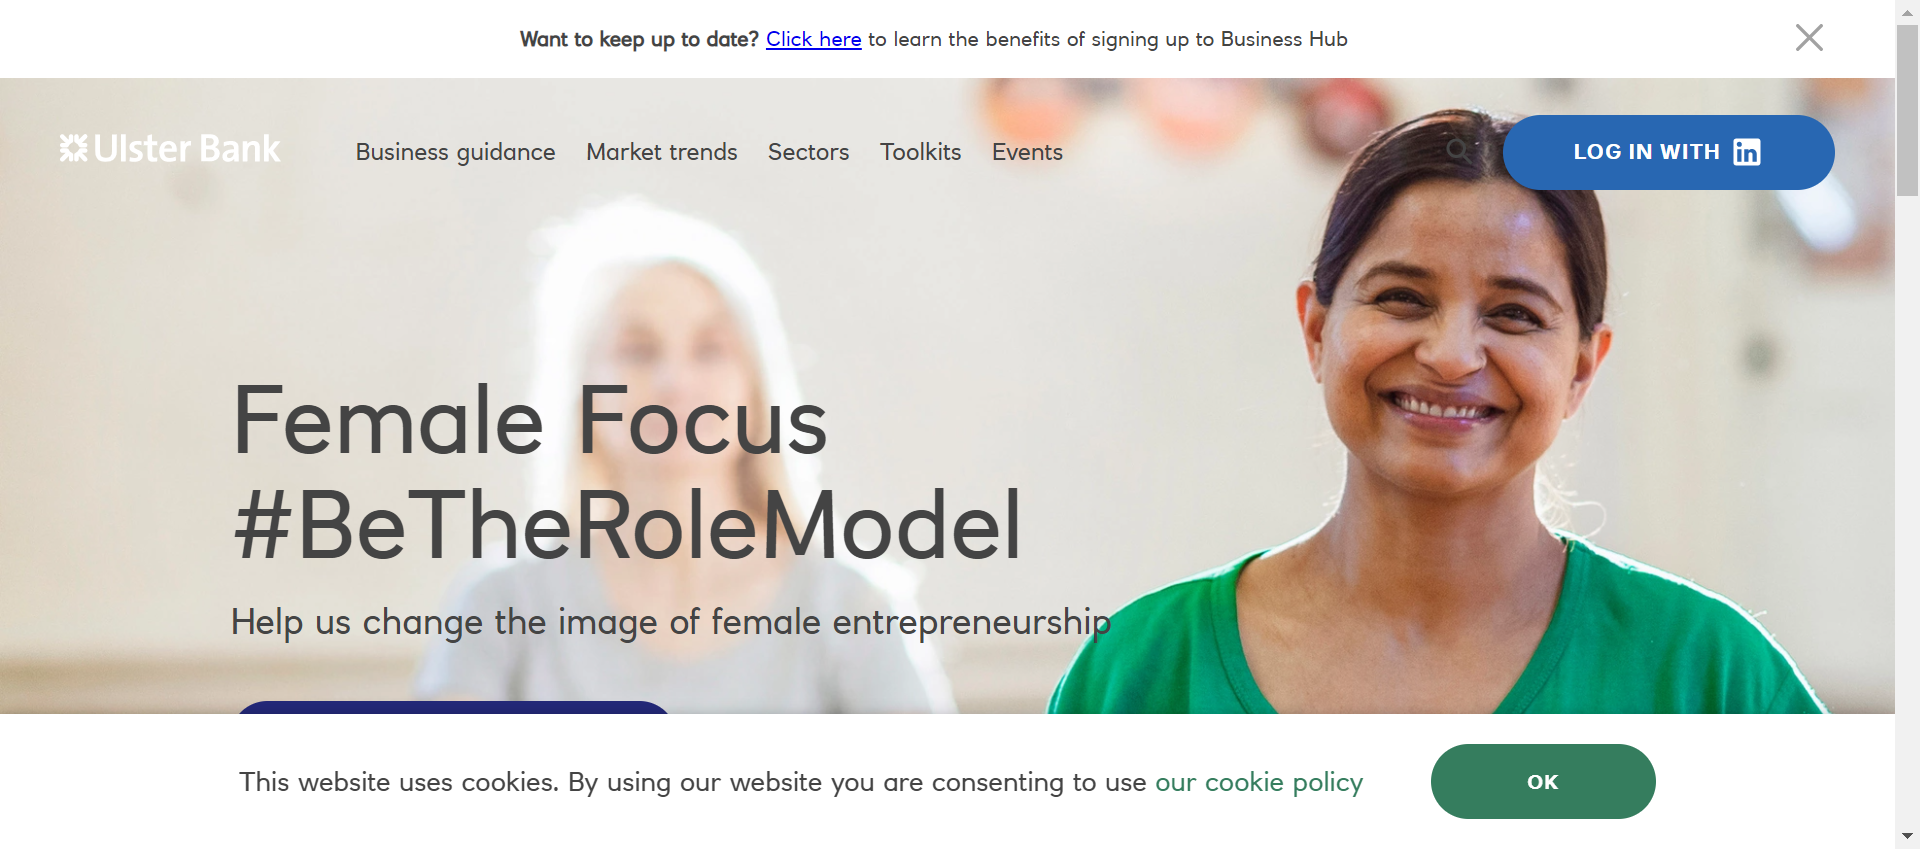 Want to keep up to date? Click here to learn the benefits of signing up to Business Hub
Ulster Bank
Business guidance
Market trends
Sectors
Toolkits
Events
LOG IN WITH in
Female Focus
#BeTheRoleModel
Help us change the image of female entrepreneurship
This website uses cookies. By using our website you are consenting to use our cookie policy
OK